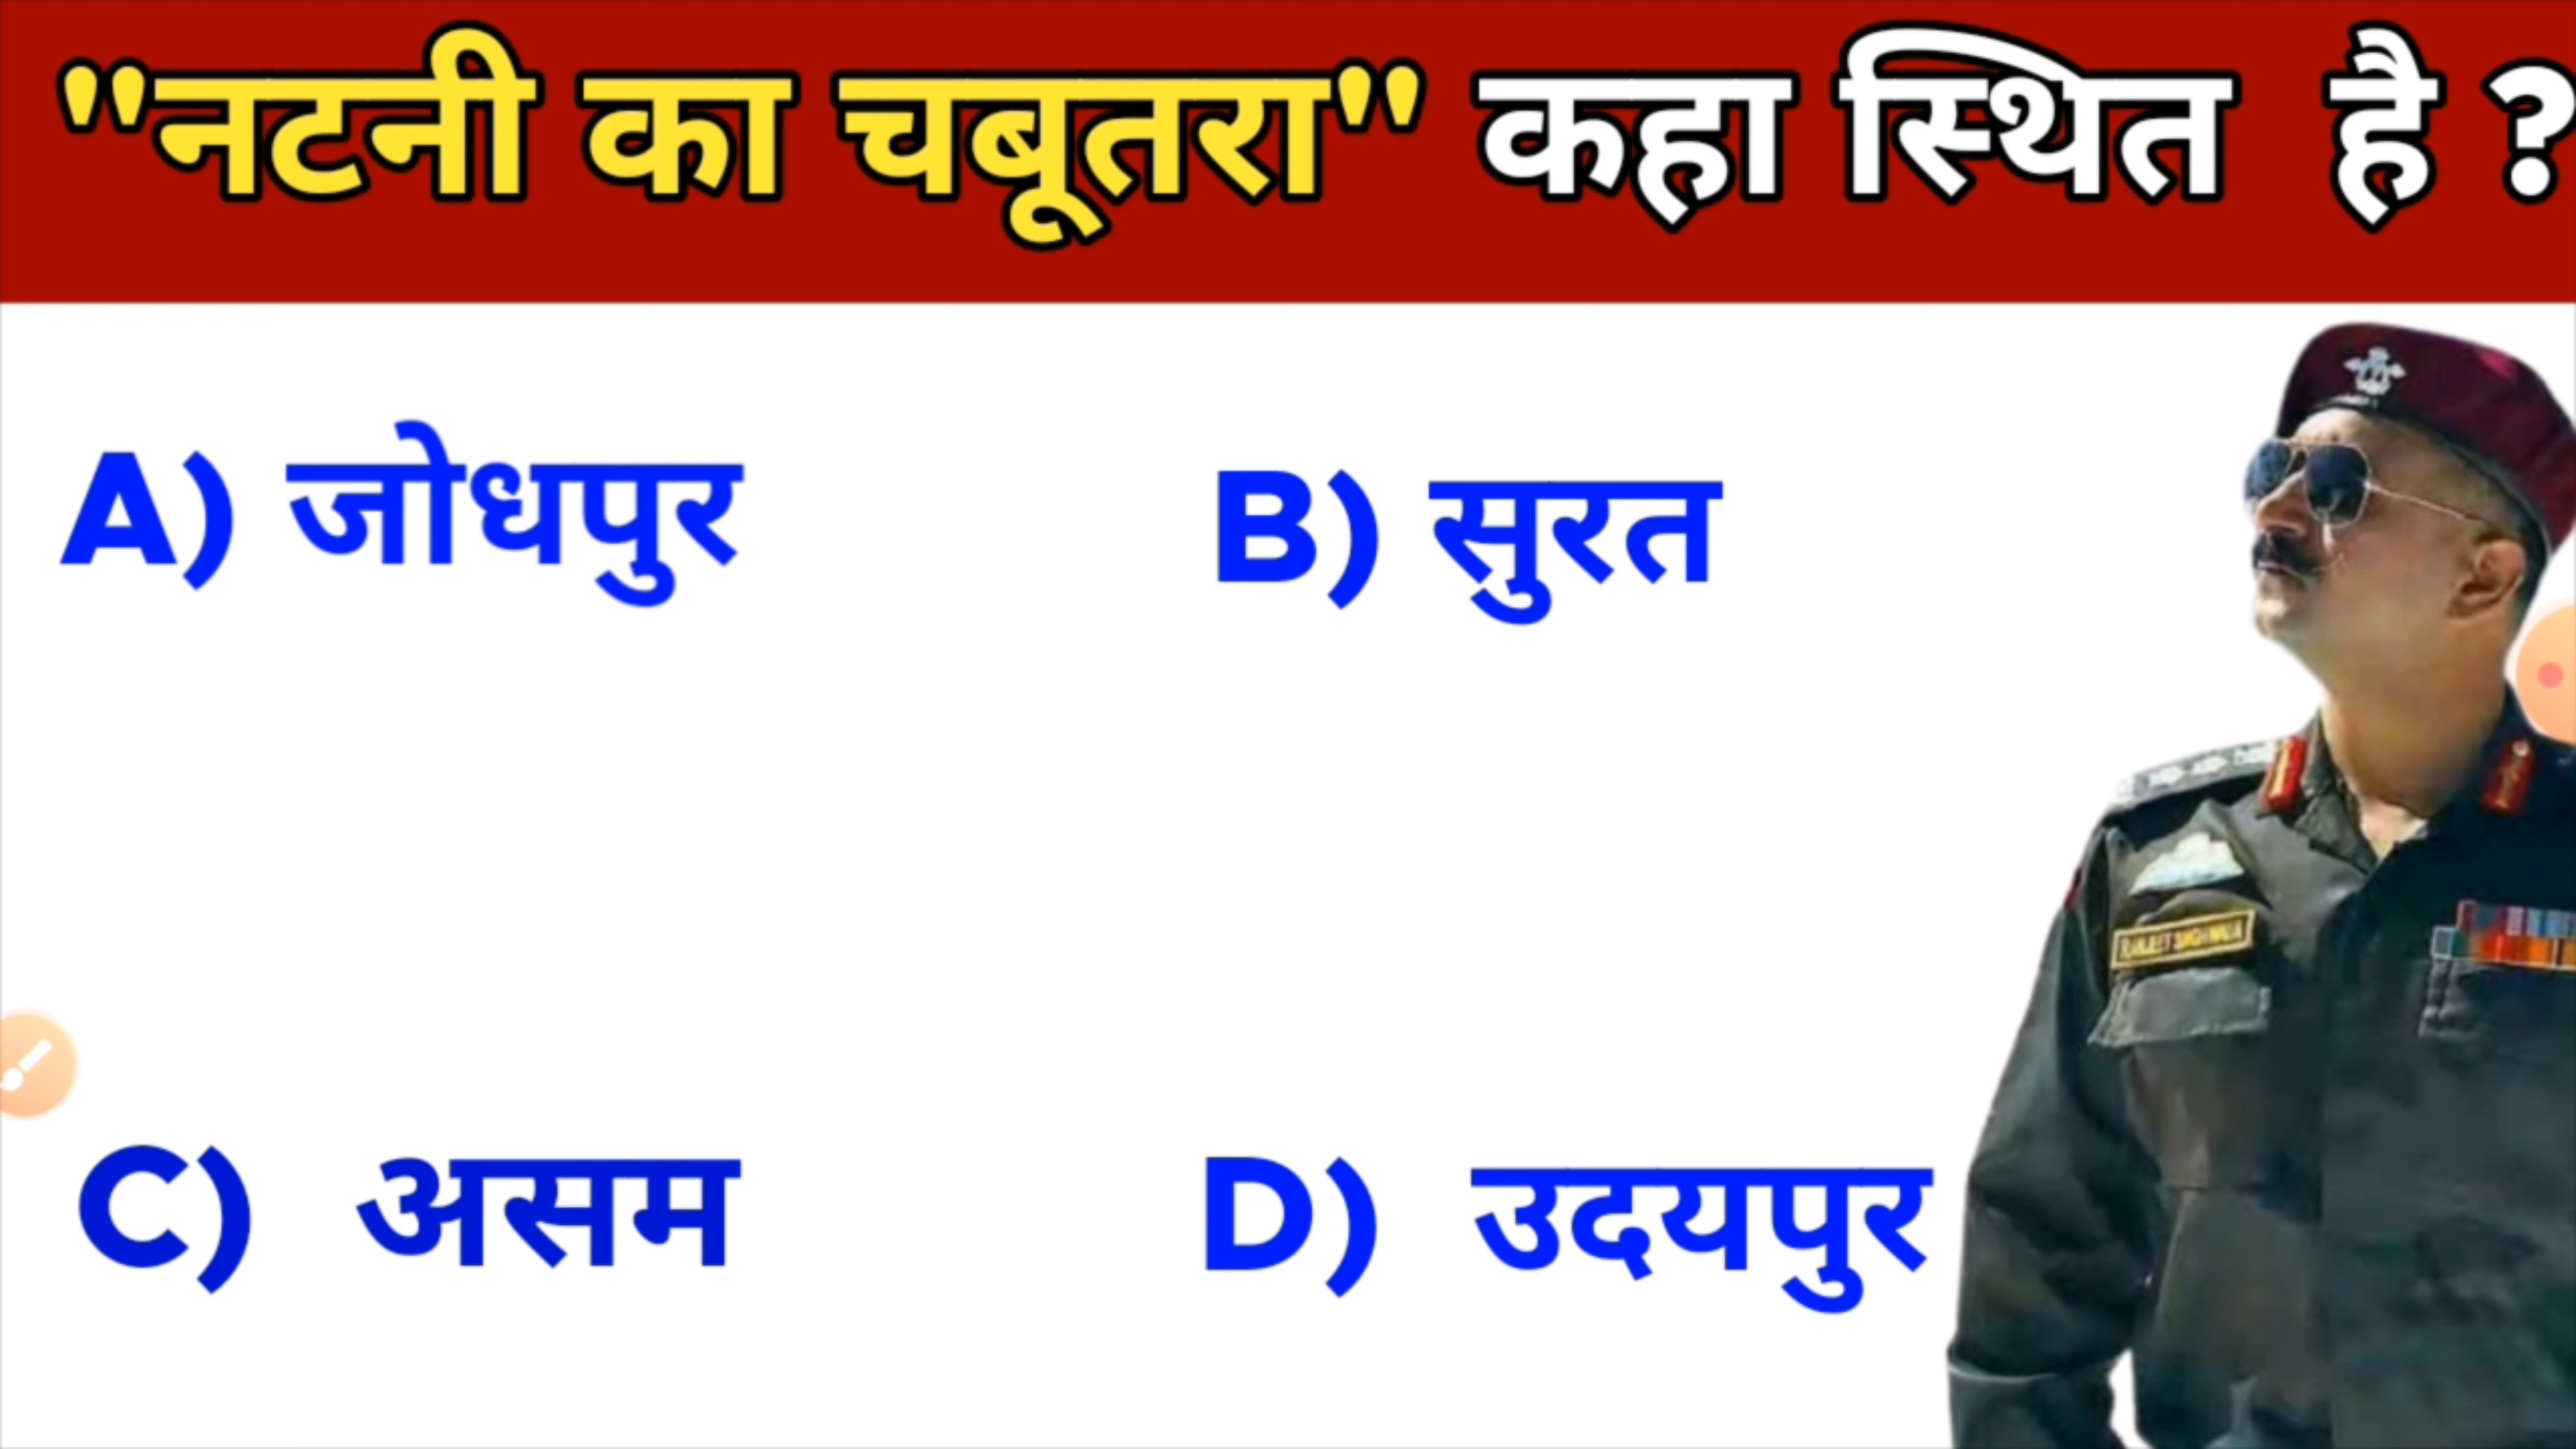 "नटनी का चबूतरा" कहा स्थित है ?
A) जोधपुर
B) सुरत
C) असम
D) उदयपुर